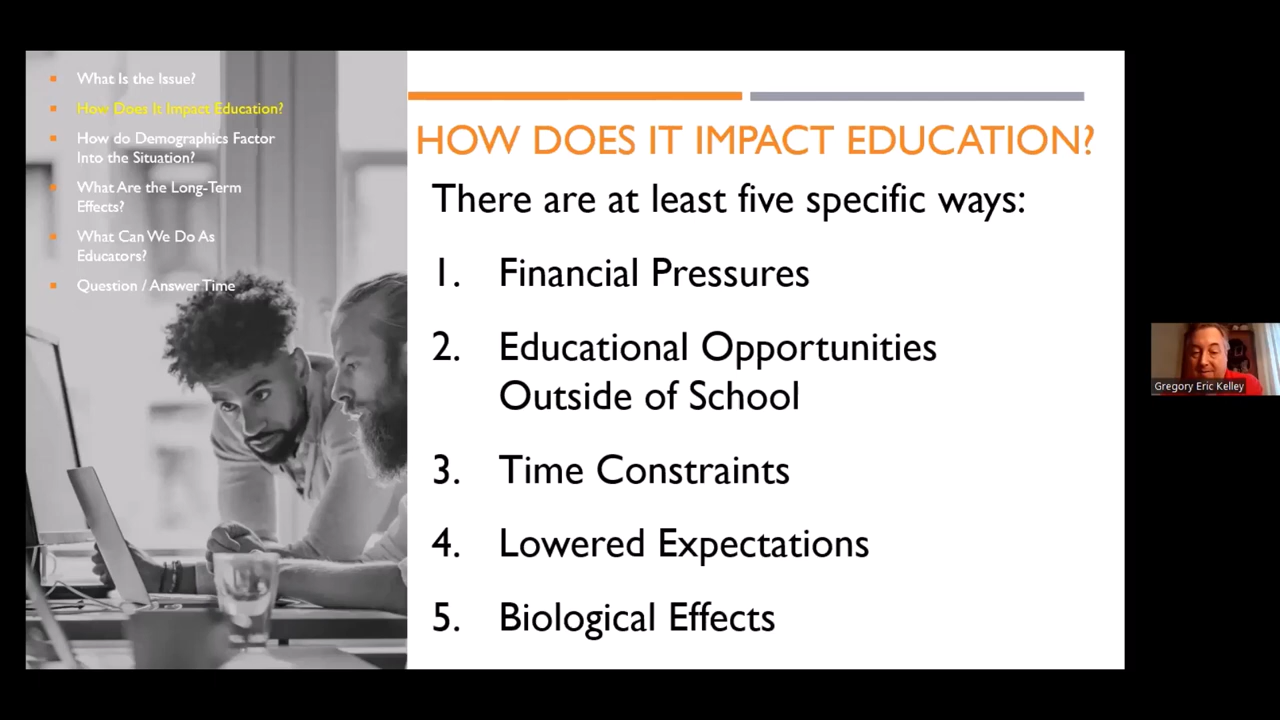 What Is the Issue?
How Does It Impact Education?
How do Demographics Factor
Into the Situation?
What Are the Long-Term
Effects?
What Can We Do As
Educators?
Question / Answer Time
HOW DOES IT IMPACT EDUCATION?
There are at least five specific ways:
1. Financial Pressures
2. Educational Opportunities
Outside of School
3. Time Constraints
4. Lowered Expectations
5. Biological Effects
Gregory Eric Kelley